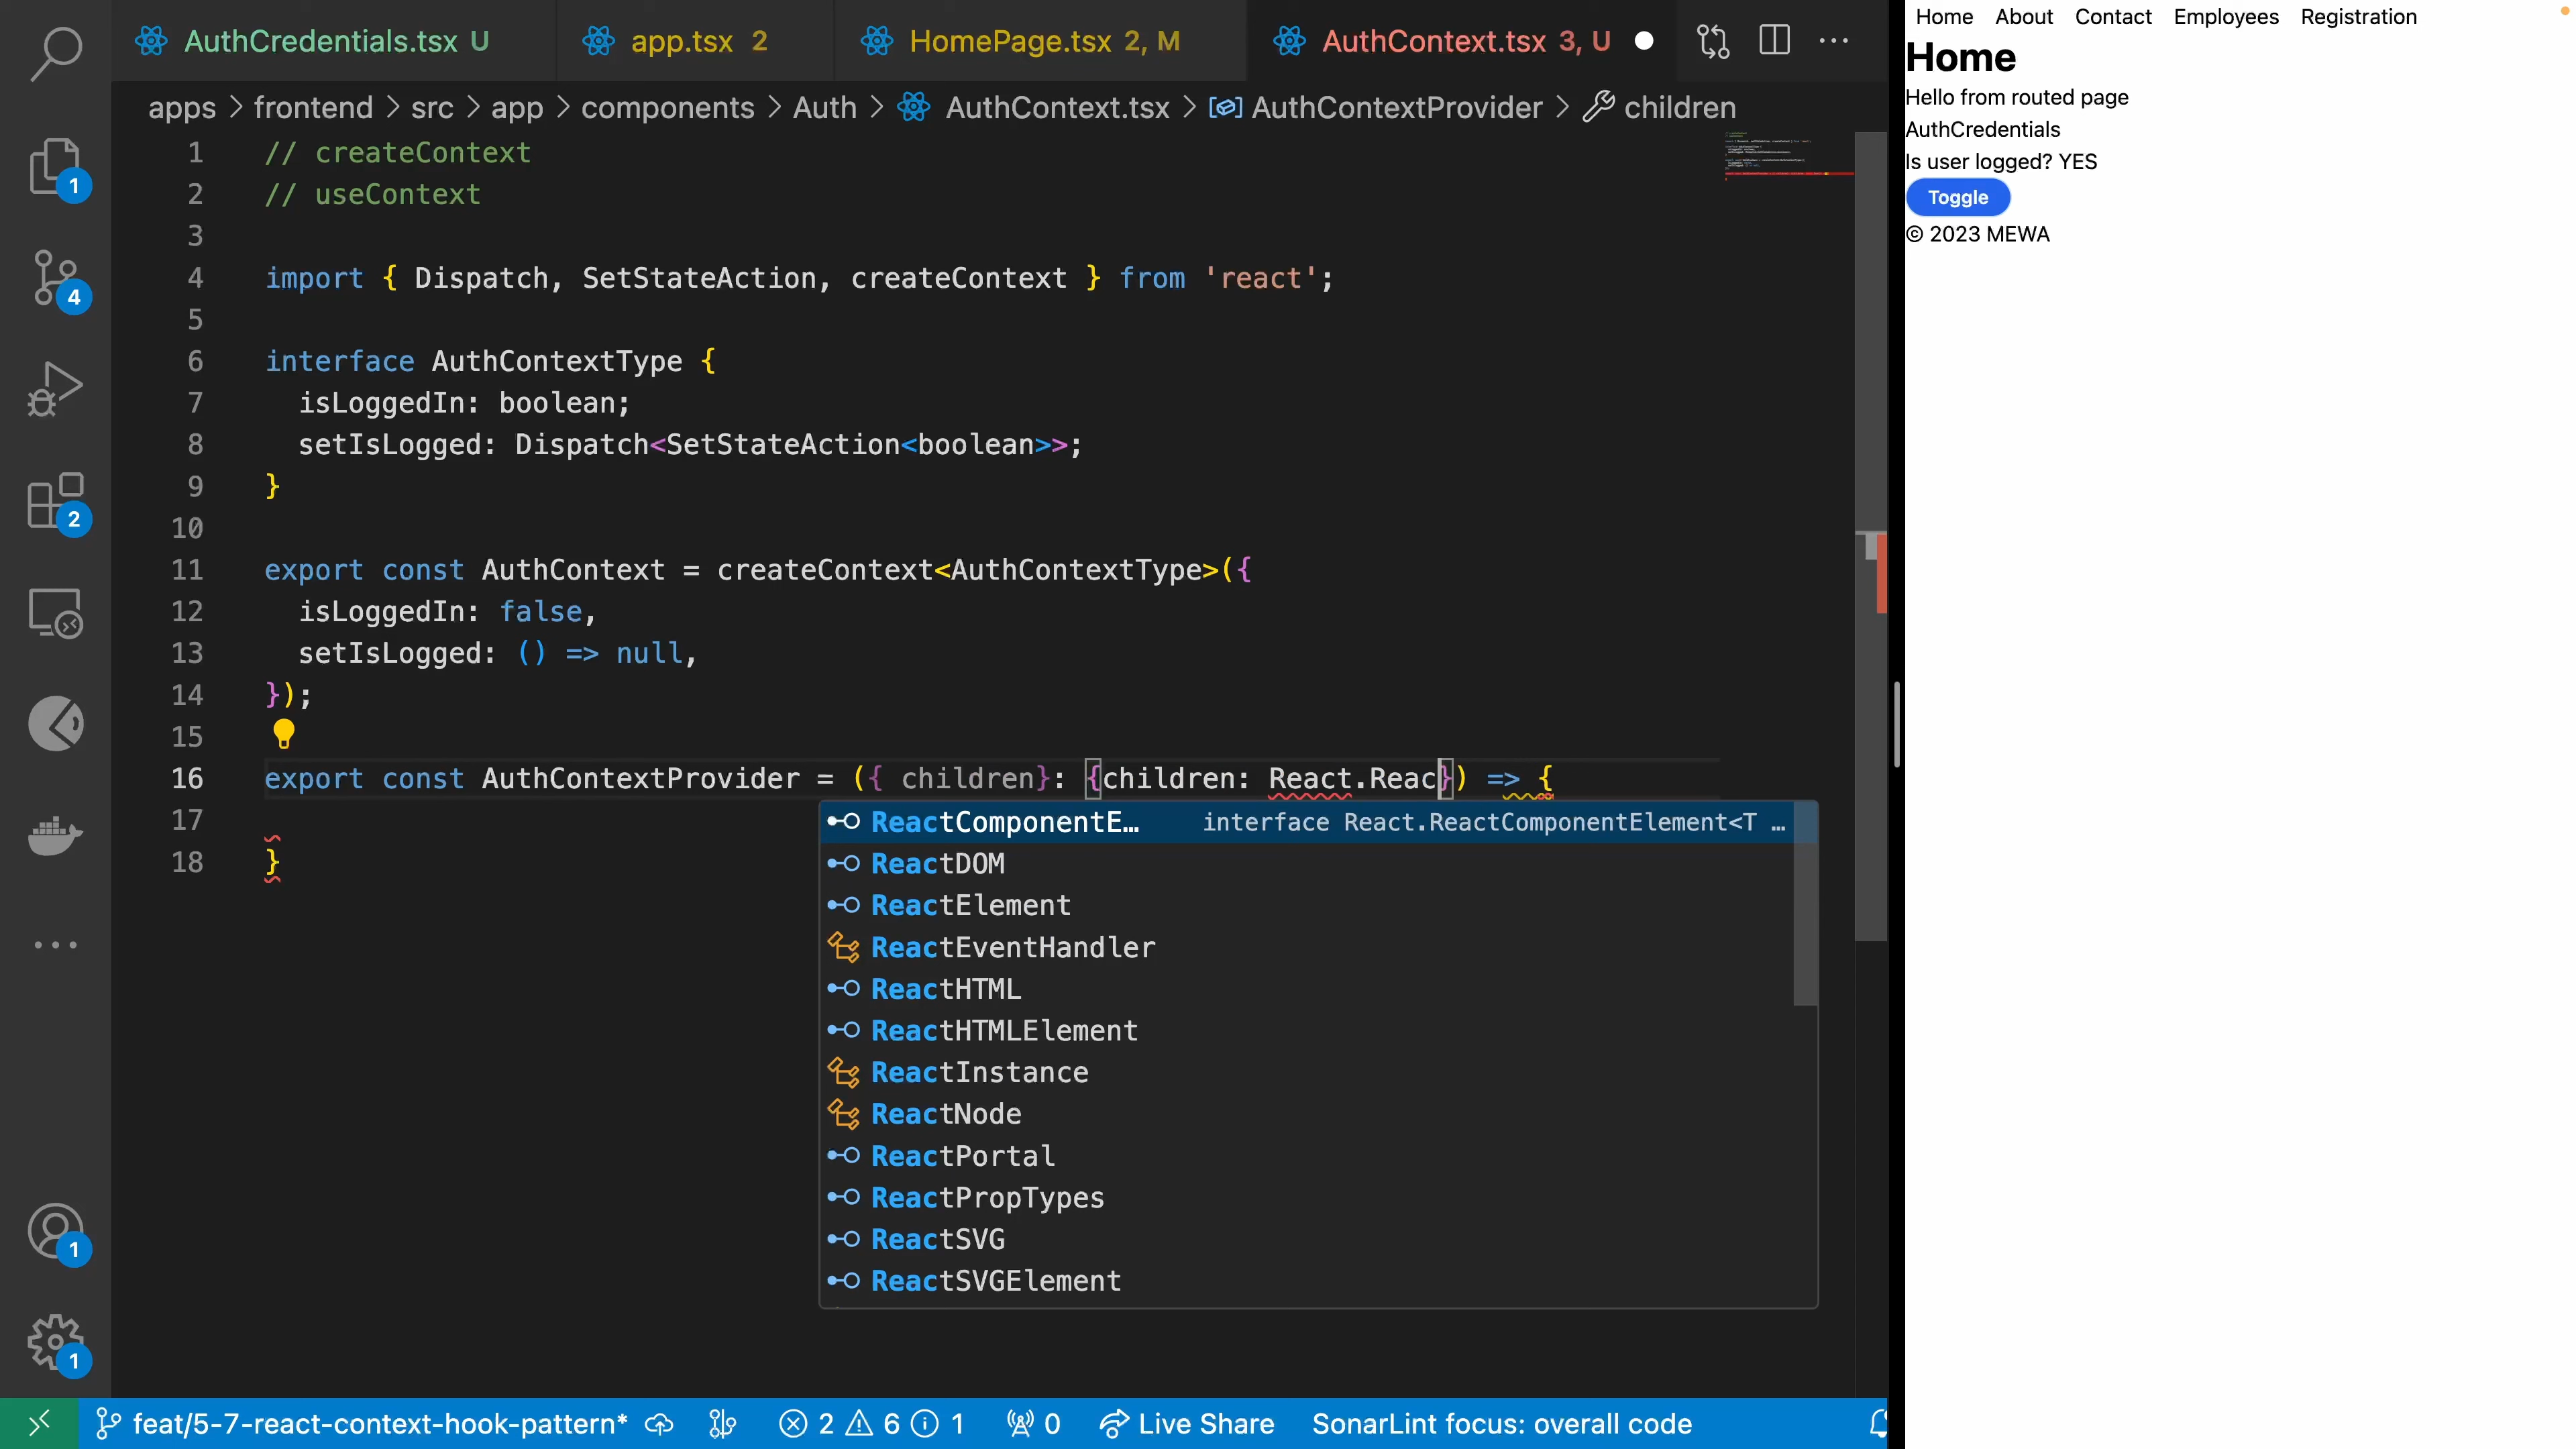 AuthCredentials.tsx U
app.tsx 2
HomePage.tsx 2, M
AuthContext.tsx 3, U
apps > frontend > src > app > components > Auth > AuthContext.tsx > AuthContextProvider > children
1 // createContext
2 // useContext
3
4 import { Dispatch, SetStateAction, createContext } from 'react';
5
6 interface AuthContextType {
7 isLoggedIn: boolean;
8 setIsLogged: Dispatch<SetStateAction<boolean>>;
9 }
10
11 export const AuthContext = createContext<AuthContextType>({
12 isLoggedIn: false,
13 setIsLogged: () => null,
14 });
15
16 export const AuthContextProvider = ({ children}: {children: React.Reac}) => {
17
18 }
ReactComponentE… interface React.ReactComponentElement<T …
ReactDOM
ReactElement
ReactEventHandler
ReactHTML
ReactHTMLElement
ReactInstance
ReactNode
ReactPortal
ReactPropTypes
ReactSVG
ReactSVGElement
1
4
2
1
1
feat/5-7-react-context-hook-pattern* 2 6 1 0 Live Share SonarLint focus: overall code
Home About Contact Employees Registration
Home
Hello from routed page
AuthCredentials
Is user logged? YES
Toggle
© 2023 MEWA